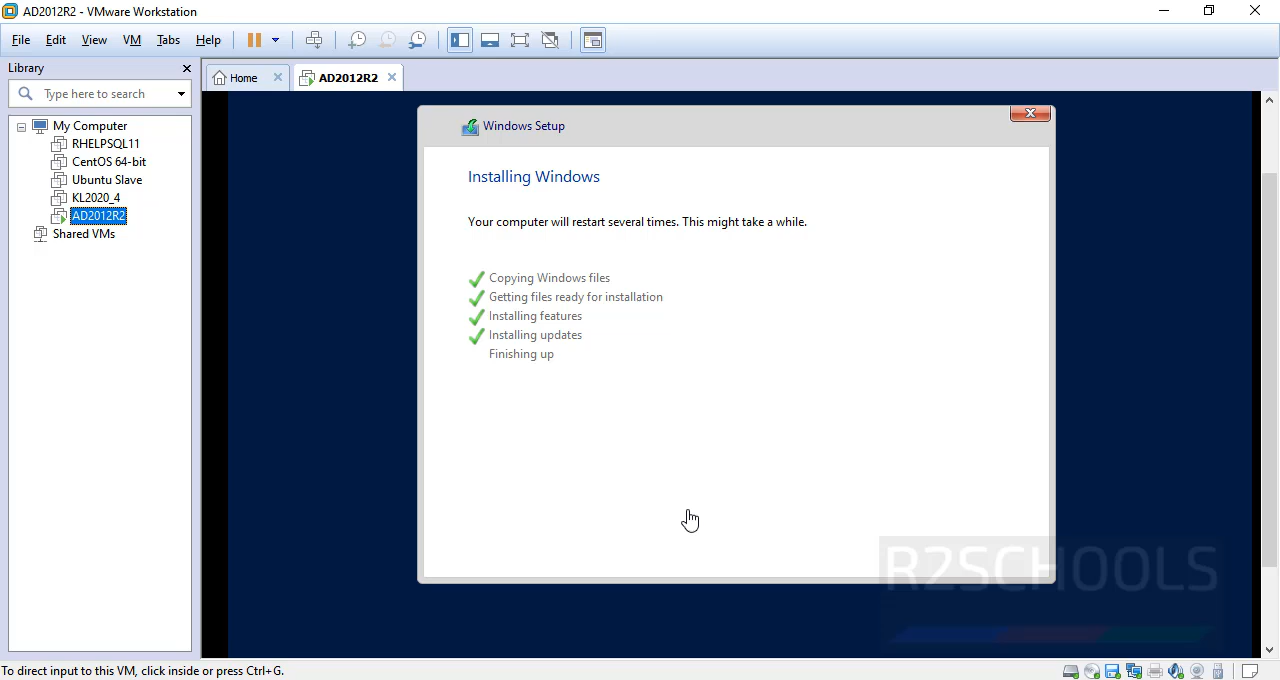 AD2012R2 - VMware Workstation
File Edit View VM Tabs Help
Library
Home
AD2012R2
Type here to search
My Computer
RHELPSQL11
CentOS 64-bit
Ubuntu Slave
KL2020_4
AD2012R2
Shared VMs
Windows Setup
Installing Windows
Your computer will restart several times. This might take a while.
Copying Windows files
Getting files ready for installation
Installing features
Installing updates
Finishing up
R2SCHOOLS
To direct input to this VM, click inside or press Ctrl+G.